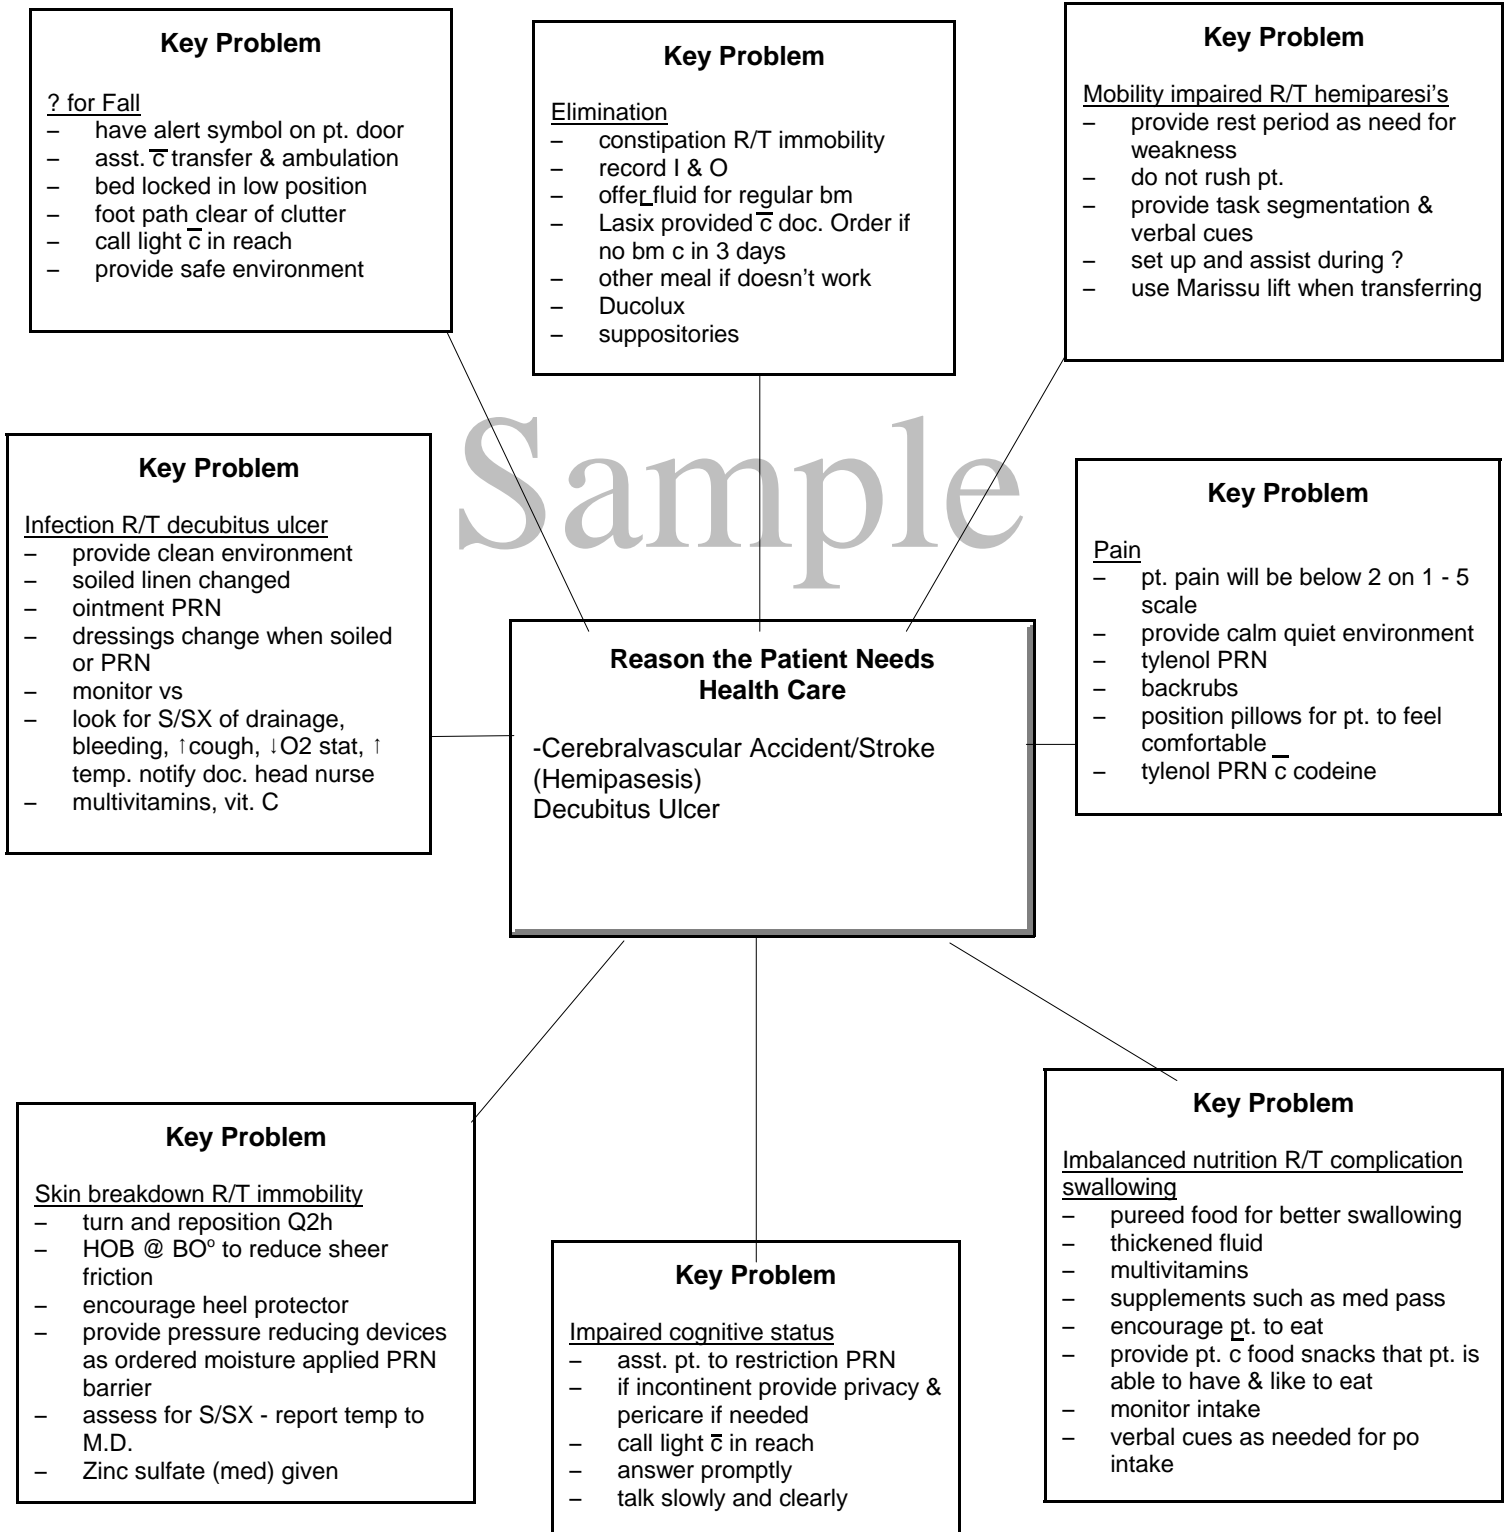 Key Problem
? for Fall
– have alert symbol on pt. door
– asst. c̅ transfer & ambulation
– bed locked in low position
– foot path clear of clutter
– call light c̅ in reach
– provide safe environment
Key Problem
Elimination
– constipation R/T immobility
– record I & O
– offer fluid for regular bm
– Lasix provided c̅ doc. Order if
no bm c in 3 days
– other meal if doesn’t work
– Ducolux
– suppositories
Key Problem
Mobility impaired R/T hemiparesi’s
– provide rest period as need for
weakness
– do not rush pt.
– provide task segmentation &
verbal cues
– set up and assist during ?
– use Marissu lift when transferring
Sample
Key Problem
Infection R/T decubitus ulcer
– provide clean environment
– soiled linen changed
– ointment PRN
– dressings change when soiled
or PRN
– monitor vs
– look for S/SX of drainage,
bleeding, ↑cough, ↓O2 stat, ↑
temp. notify doc. head nurse
– multivitamins, vit. C
Reason the Patient Needs
Health Care
-Cerebralvascular Accident/Stroke
(Hemipasesis)
Decubitus Ulcer
Key Problem
Pain
– pt. pain will be below 2 on 1 - 5
scale
– provide calm quiet environment
– tylenol PRN
– backrubs
– position pillows for pt. to feel
comfortable
– tylenol PRN c̅ codeine
Key Problem
Skin breakdown R/T immobility
– turn and reposition Q2h
– HOB @ BO° to reduce sheer
friction
– encourage heel protector
– provide pressure reducing devices
as ordered moisture applied PRN
barrier
– assess for S/SX - report temp to
M.D.
– Zinc sulfate (med) given
Key Problem
Impaired cognitive status
– asst. pt. to restriction PRN
– if incontinent provide privacy &
pericare if needed
– call light c̅ in reach
– answer promptly
– talk slowly and clearly
Key Problem
Imbalanced nutrition R/T complication
swallowing
– pureed food for better swallowing
– thickened fluid
– multivitamins
– supplements such as med pass
– encourage pt. to eat
– provide pt. c̅ food snacks that pt. is
able to have & like to eat
– monitor intake
– verbal cues as needed for po
intake